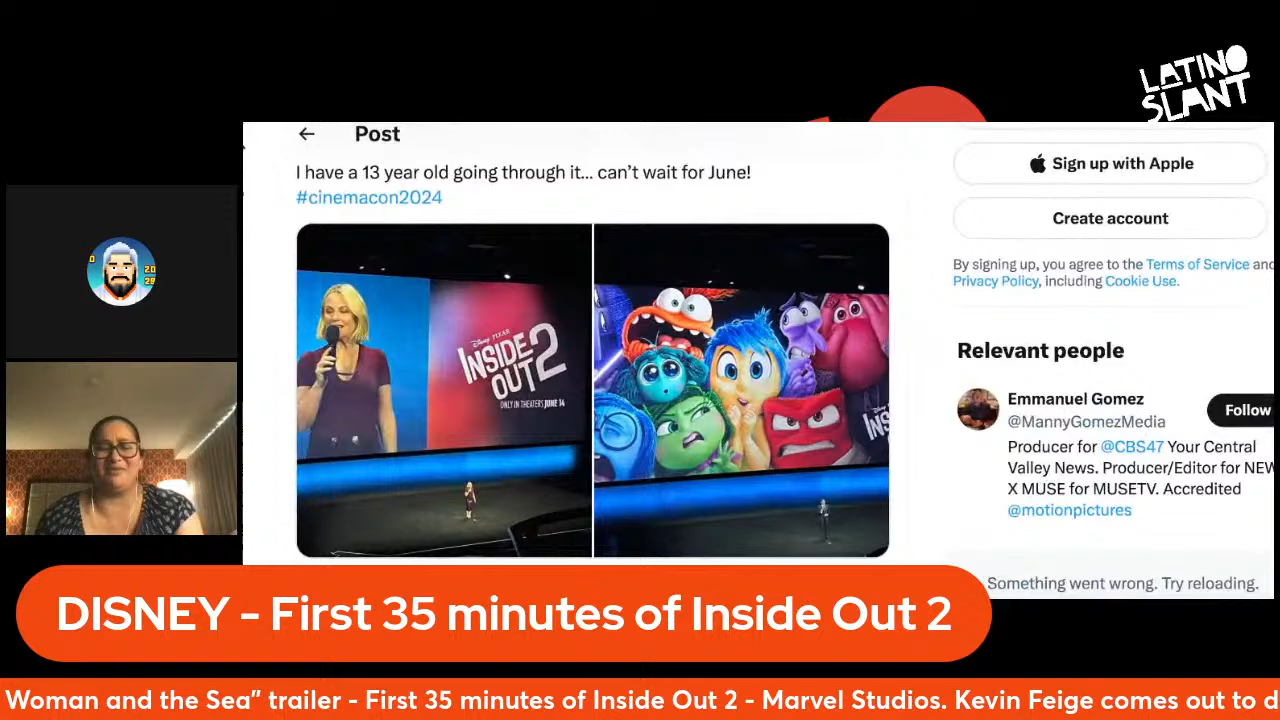 LATINO
SLANT
Post
I have a 13 year old going through it... can't wait for June!
#cinemacon2024
Disney PIXAR
INSIDE
OUT 2
ONLY IN THEATERS JUNE 14
Disney
INS
Sign up with Apple
Create account
By signing up, you agree to the Terms of Service and
Privacy Policy, including Cookie Use.
Relevant people
Emmanuel Gomez
@MannyGomezMedia
Follow
Producer for @CBS47 Your Central
Valley News. Producer/Editor for NEW
X MUSE for MUSETV. Accredited
@motionpictures
Something went wrong. Try reloading.
DISNEY - First 35 minutes of Inside Out 2
Woman and the Sea” trailer - First 35 minutes of Inside Out 2 - Marvel Studios. Kevin Feige comes out to d